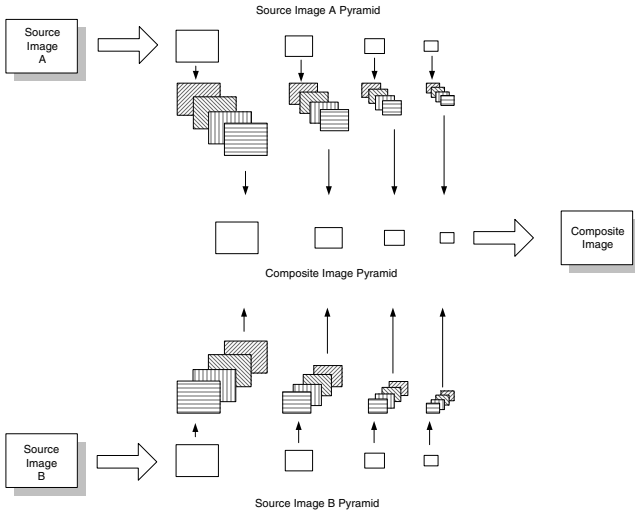 Source Image A Pyramid
Source
Image
A
Composite
Image
Composite Image Pyramid
Source
Image
B
Source Image B Pyramid